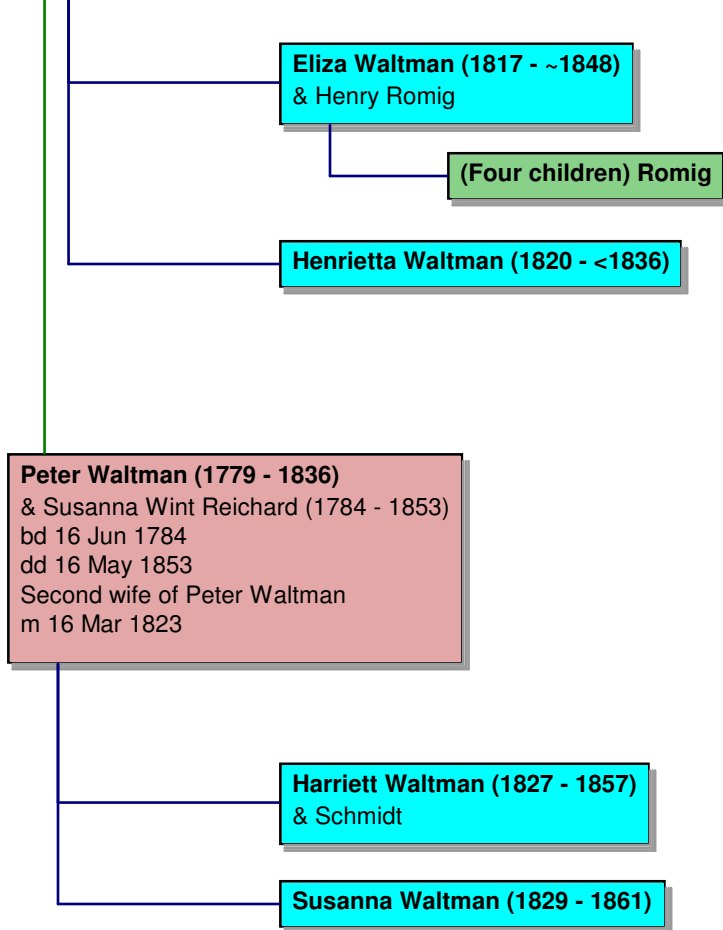 Eliza Waltman (1817 - ~1848)
& Henry Romig
(Four children) Romig
Henrietta Waltman (1820 - <1836)
Peter Waltman (1779 - 1836)
& Susanna Wint Reichard (1784 - 1853)
bd 16 Jun 1784
dd 16 May 1853
Second wife of Peter Waltman
m 16 Mar 1823
Harriett Waltman (1827 - 1857)
& Schmidt
Susanna Waltman (1829 - 1861)